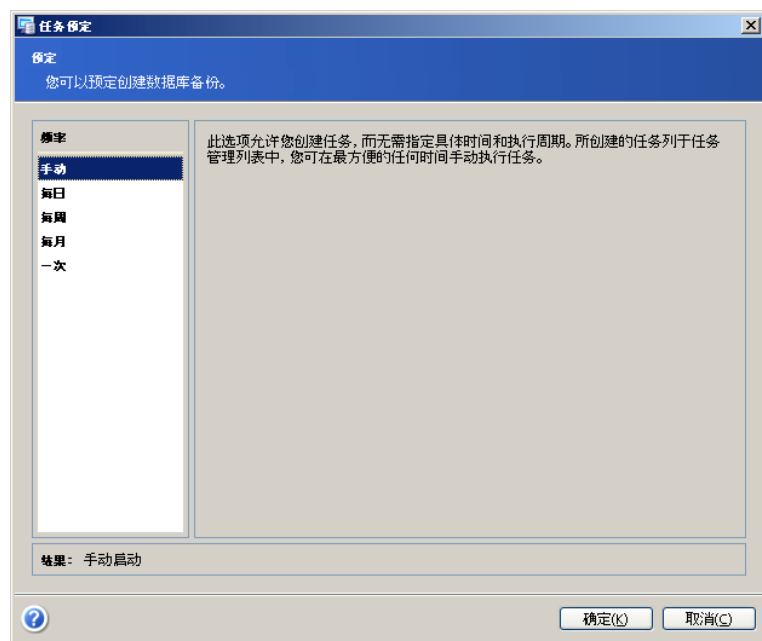 任务预定
预定
您可以预定创建数据库备份。
频率
手动
每日
每周
每月
一次
此选项允许您创建任务，而无需指定具体时间和执行周期。所创建的任务列于任务
管理列表中，您可在最方便的任何时间手动执行任务。
结果： 手动启动
确定(K)
取消(C)